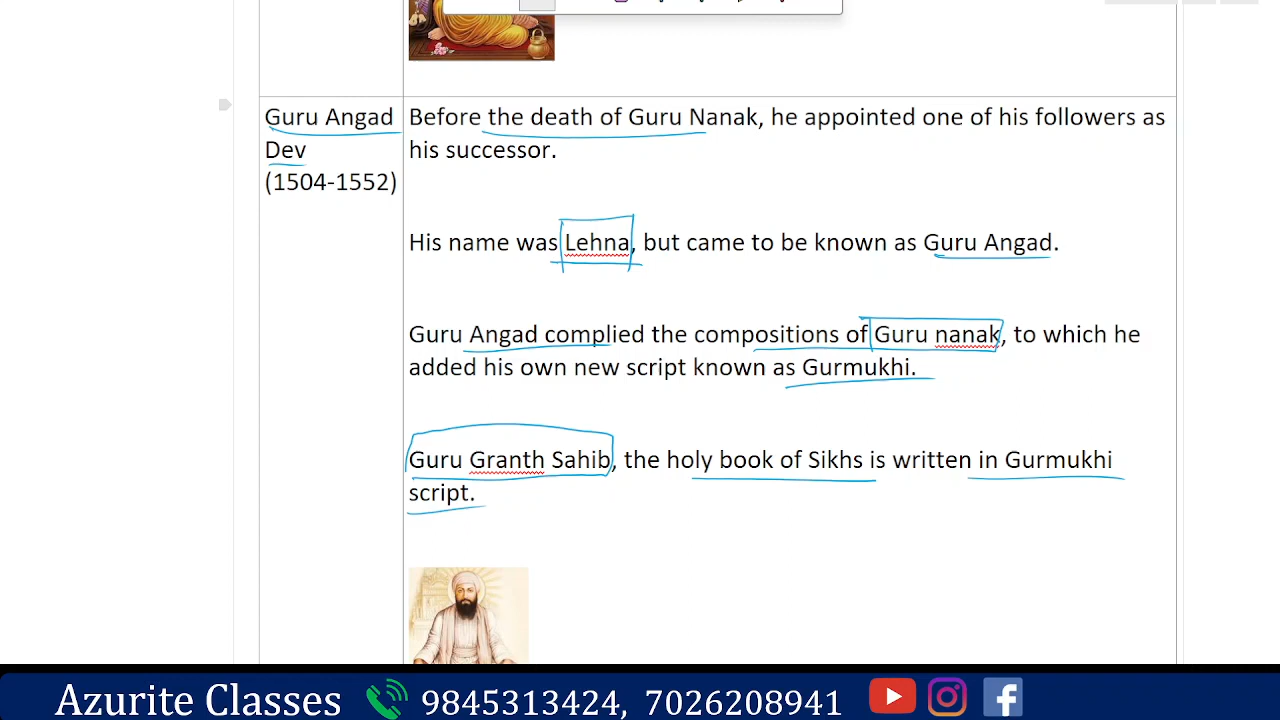 Guru Angad
Dev
(1504-1552)
Before the death of Guru Nanak, he appointed one of his followers as
his successor.
His name was Lehna, but came to be known as Guru Angad.
Guru Angad complied the compositions of Guru nanak, to which he
added his own new script known as Gurmukhi.
Guru Granth Sahib, the holy book of Sikhs is written in Gurmukhi
script.
Azurite Classes 9845313424, 7026208941